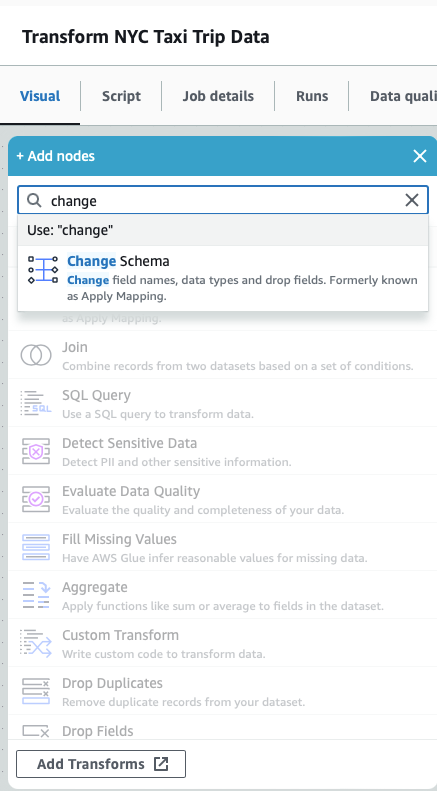 Transform NYC Taxi Trip Data
Visual
Script
Job details
Runs
Data quali
+ Add nodes
change
Use: "change"
Change Schema
Change field names, data types and drop fields. Formerly known
as Apply Mapping.
as Apply Mapping.
Join
Combine records from two datasets based on a set of conditions.
SQL Query
SQL
Use a SQL query to transform data.
Detect Sensitive Data
Detect PII and other sensitive information.
Evaluate Data Quality
Evaluate the quality and completeness of your data.
Fill Missing Values
Have AWS Glue infer reasonable values for missing data.
Aggregate
Apply functions like sum or average to fields in the dataset.
Custom Transform
Write custom code to transform data.
Drop Duplicates
Remove duplicate records from your dataset.
Drop Fields
Add Transforms